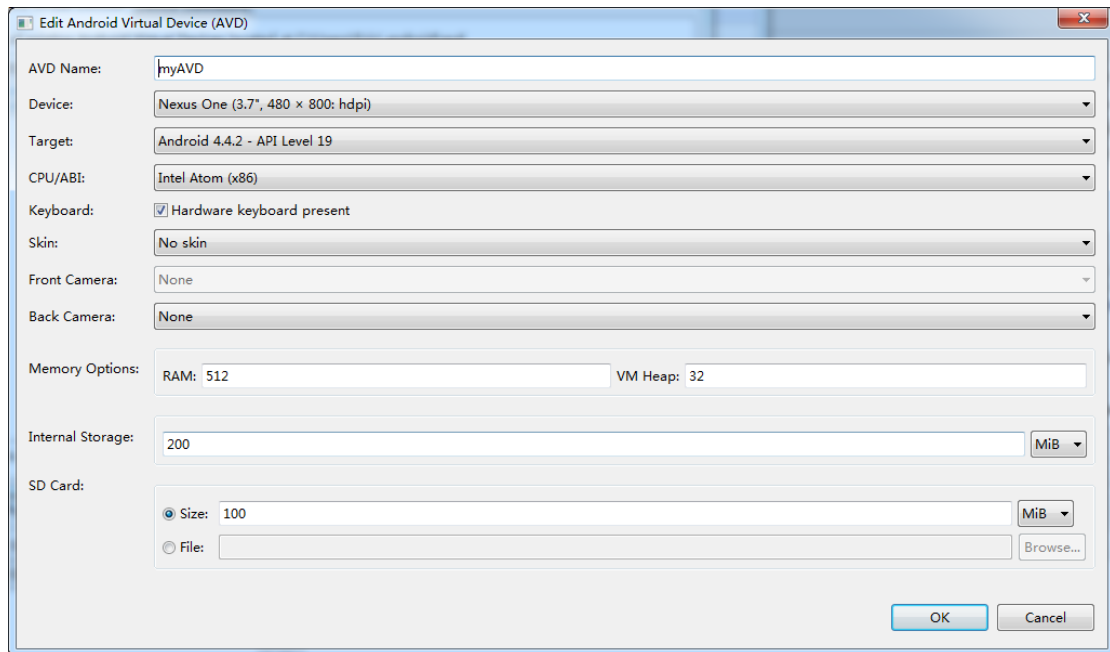 Edit Android Virtual Device (AVD)
AVD Name: myAVD
Device: Nexus One (3.7", 480 × 800: hdpi)
Target: Android 4.4.2 - API Level 19
CPU/ABI: Intel Atom (x86)
Keyboard: Hardware keyboard present
Skin: No skin
Front Camera: None
Back Camera: None
Memory Options: RAM: 512 VM Heap: 32
Internal Storage: 200 MiB
SD Card:
Size: 100 MiB
File: Browse...
OK Cancel